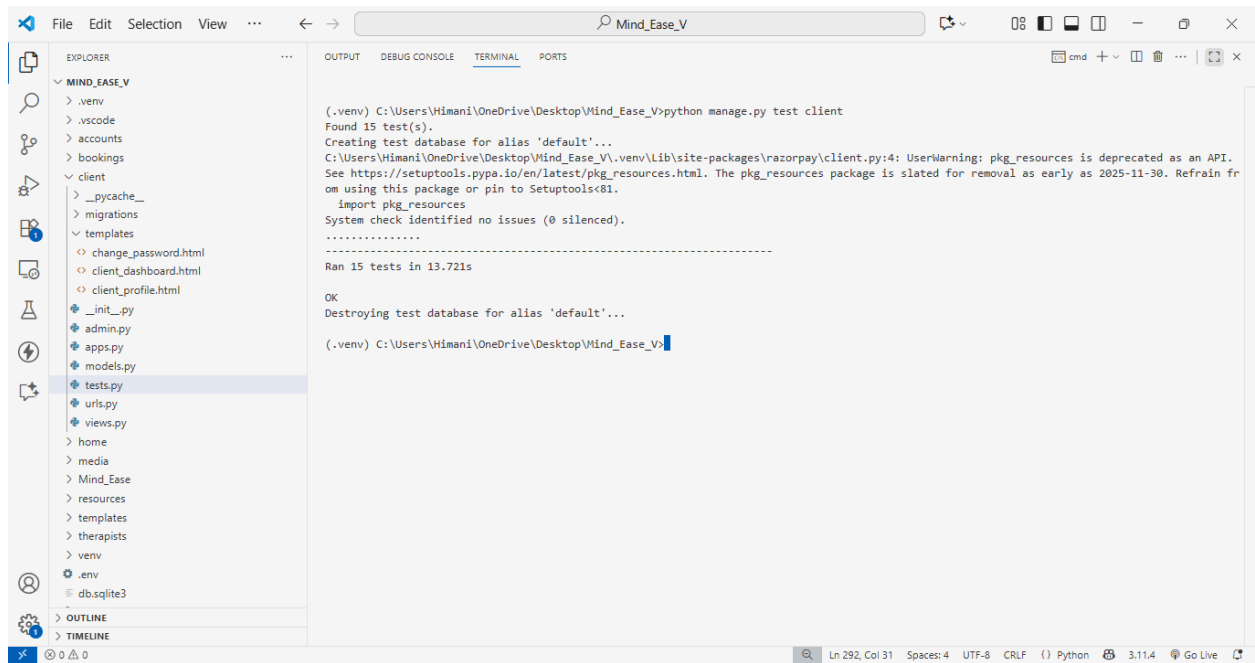 File Edit Selection View ··· Mind_Ease_V
EXPLORER ···
MIND_EASE_V
.venv
.vscode
accounts
bookings
client
__pycache__
migrations
templates
change_password.html
client_dashboard.html
client_profile.html
__init__.py
admin.py
apps.py
models.py
tests.py
urls.py
views.py
home
media
Mind_Ease
resources
templates
therapists
venv
.env
db.sqlite3
OUTLINE
TIMELINE
1
1
OUTPUT DEBUG CONSOLE TERMINAL PORTS cmd
(.venv) C:\Users\Himani\OneDrive\Desktop\Mind_Ease_V>python manage.py test client
Found 15 test(s).
Creating test database for alias 'default'...
C:\Users\Himani\OneDrive\Desktop\Mind_Ease_V\.venv\Lib\site-packages\razorpay\client.py:4: UserWarning: pkg_resources is deprecated as an API.
See https://setuptools.pypa.io/en/latest/pkg_resources.html. The pkg_resources package is slated for removal as early as 2025-11-30. Refrain fr
om using this package or pin to Setuptools<81.
import pkg_resources
System check identified no issues (0 silenced).
...............
----------------------------------------------------------------------
Ran 15 tests in 13.721s
OK
Destroying test database for alias 'default'...
(.venv) C:\Users\Himani\OneDrive\Desktop\Mind_Ease_V>
0 0 Ln 292, Col 31 Spaces: 4 UTF-8 CRLF {} Python 3.11.4 Go Live